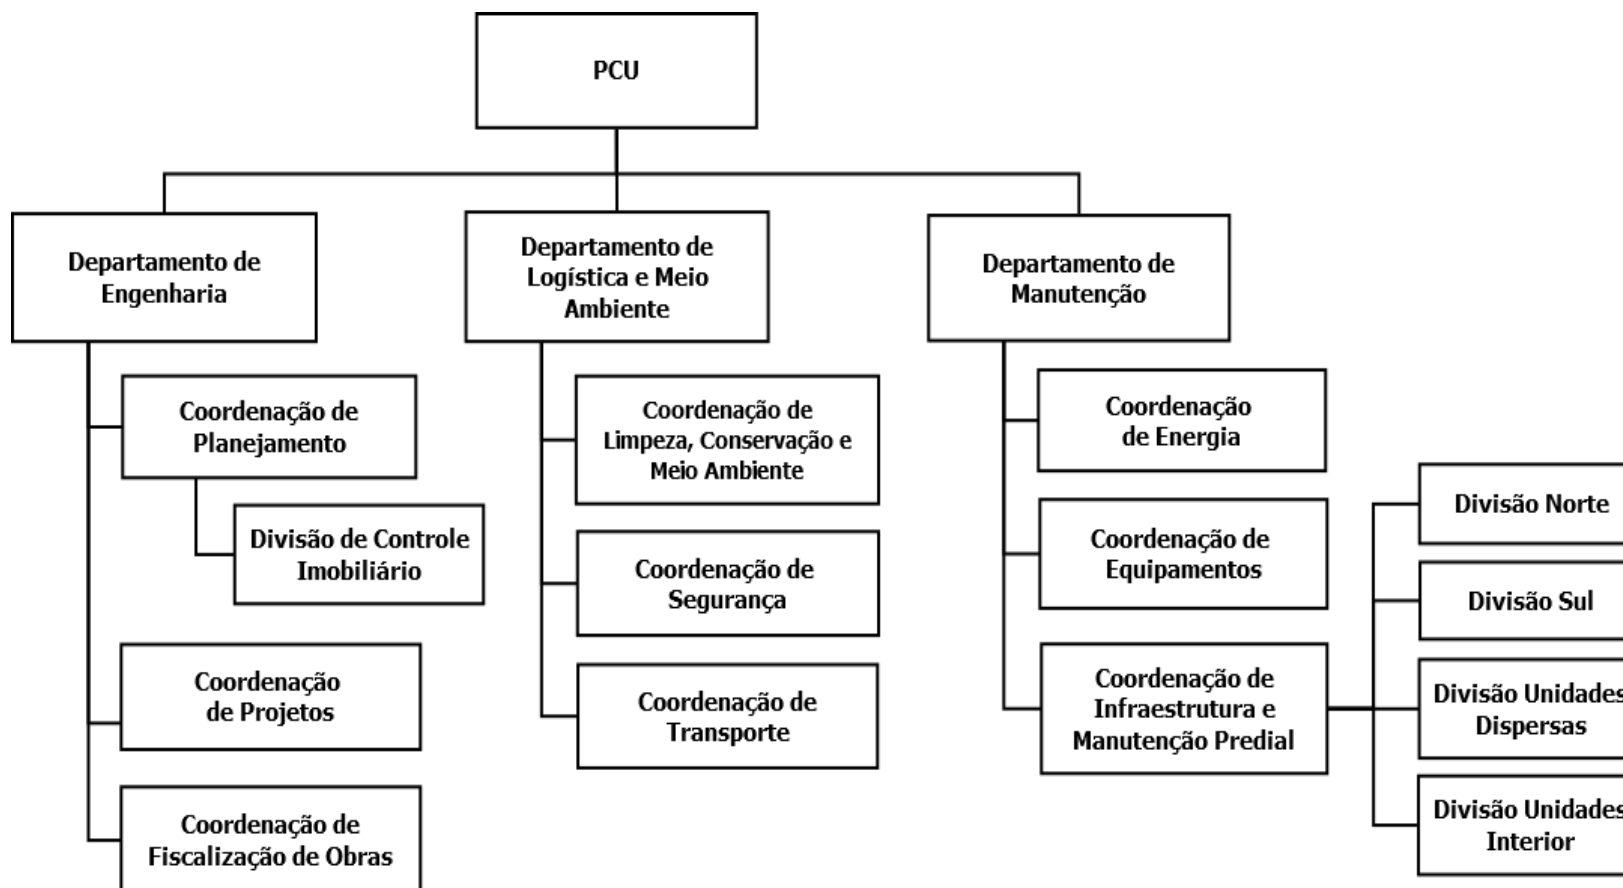 PCU
Departamento de
Engenharia
Coordenação de
Planejamento
Divisão de Controle
Imobiliário
Coordenação
de Projetos
Coordenação de
Fiscalização de Obras
Departamento de
Logística e Meio
Ambiente
Coordenação de
Limpeza, Conservação e
Meio Ambiente
Coordenação de
Segurança
Coordenação de
Transporte
Departamento de
Manutenção
Coordenação
de Energia
Coordenação de
Equipamentos
Coordenação de
Infraestrutura e
Manutenção Predial
Divisão Norte
Divisão Sul
Divisão Unidades
Dispersas
Divisão Unidades
Interior